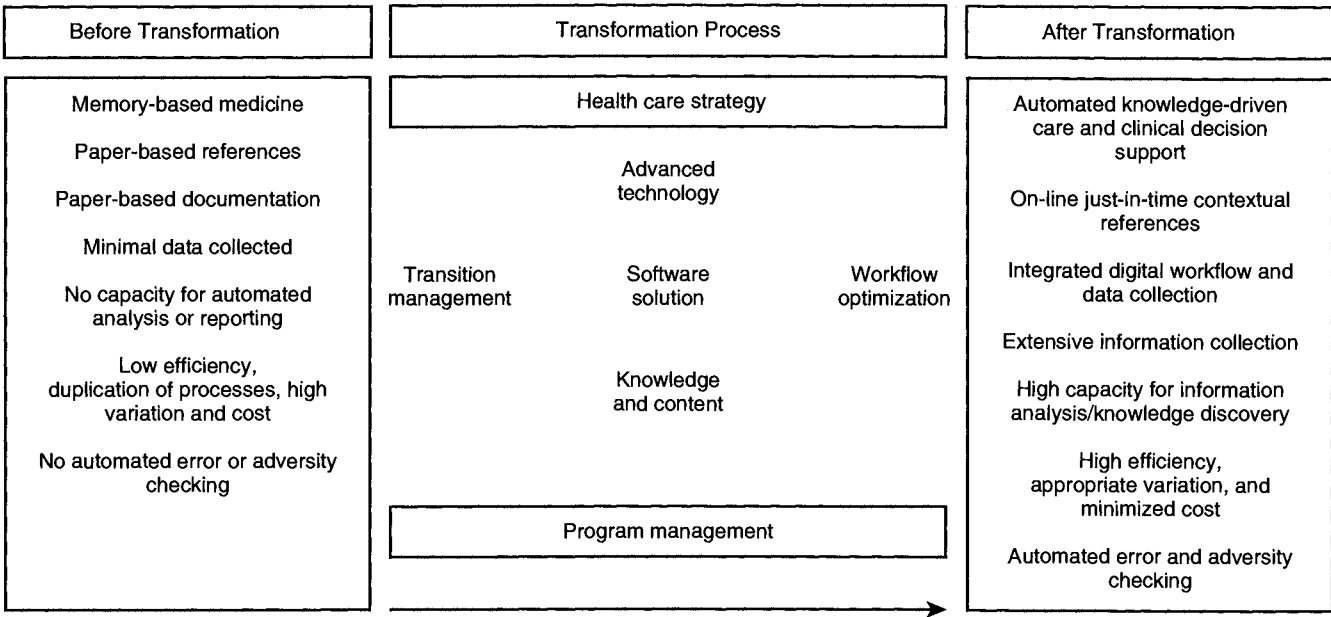 Before Transformation
Transformation Process
After Transformation
Memory-based medicine
Paper-based references
Paper-based documentation
Minimal data collected
No capacity for automated
analysis or reporting
Low efficiency,
duplication of processes, high
variation and cost
No automated error or adversity
checking
Health care strategy
Advanced
technology
Transition
management
Software
solution
Workflow
optimization
Knowledge
and content
Program management
Automated knowledge-driven
care and clinical decision
support
On-line just-in-time contextual
references
Integrated digital workflow and
data collection
Extensive information collection
High capacity for information
analysis/knowledge discovery
High efficiency,
appropriate variation, and
minimized cost
Automated error and adversity
checking